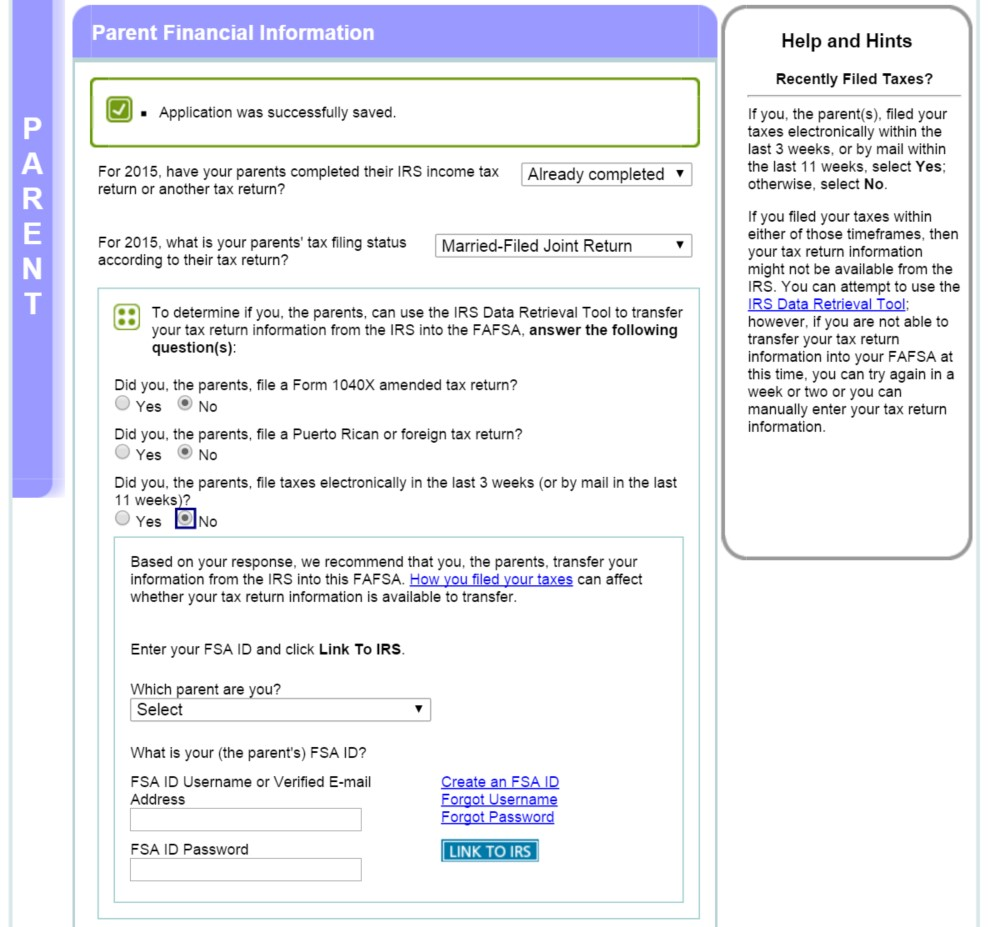 PARENT
Parent Financial Information
▪ Application was successfully saved.
For 2015, have your parents completed their IRS income tax
return or another tax return?
Already completed
For 2015, what is your parents' tax filing status
according to their tax return?
Married-Filed Joint Return
To determine if you, the parents, can use the IRS Data Retrieval Tool to transfer
your tax return information from the IRS into the FAFSA, answer the following
question(s):
Did you, the parents, file a Form 1040X amended tax return?
Yes No
Did you, the parents, file a Puerto Rican or foreign tax return?
Yes No
Did you, the parents, file taxes electronically in the last 3 weeks (or by mail in the last
11 weeks)?
Yes No
Based on your response, we recommend that you, the parents, transfer your
information from the IRS into this FAFSA. How you filed your taxes can affect
whether your tax return information is available to transfer.
Enter your FSA ID and click Link To IRS.
Which parent are you?
Select
What is your (the parent's) FSA ID?
FSA ID Username or Verified E-mail
Address
FSA ID Password
Create an FSA ID
Forgot Username
Forgot Password
LINK TO IRS
Help and Hints
Recently Filed Taxes?
If you, the parent(s), filed your
taxes electronically within the
last 3 weeks, or by mail within
the last 11 weeks, select Yes;
otherwise, select No.
If you filed your taxes within
either of those timeframes, then
your tax return information
might not be available from the
IRS. You can attempt to use the
IRS Data Retrieval Tool;
however, if you are not able to
transfer your tax return
information into your FAFSA at
this time, you can try again in a
week or two or you can
manually enter your tax return
information.